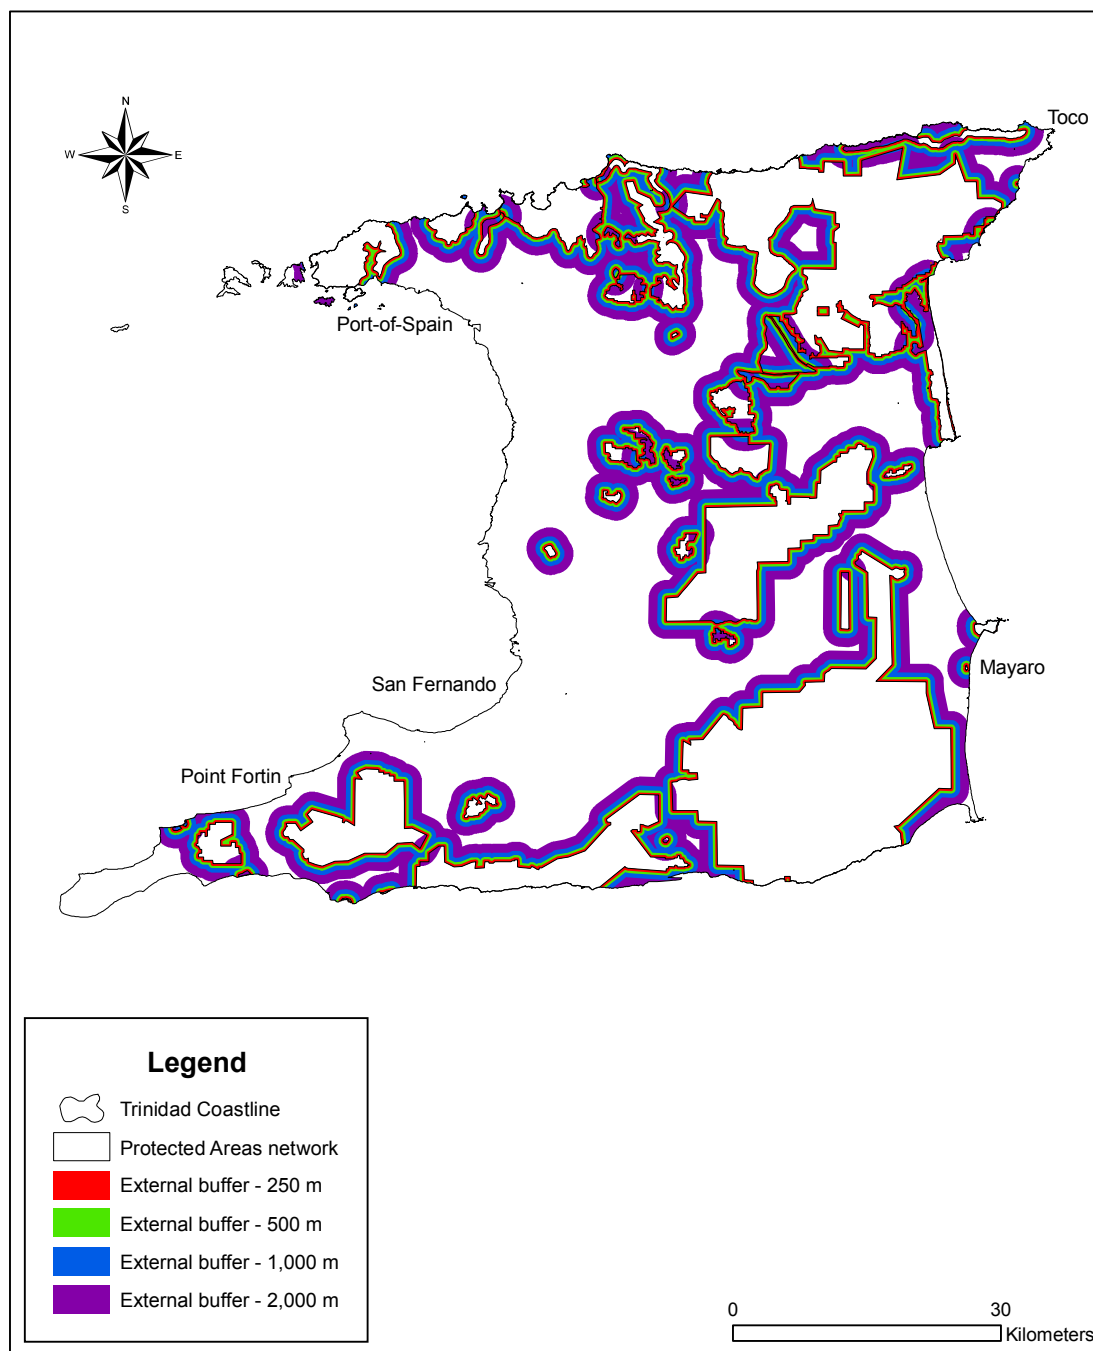 N
W
E
S
Toco
Port-of-Spain
San Fernando
Mayaro
Point Fortin
Legend
Trinidad Coastline
Protected Areas network
External buffer - 250 m
External buffer - 500 m
External buffer - 1,000 m
External buffer - 2,000 m
0
30
Kilometers